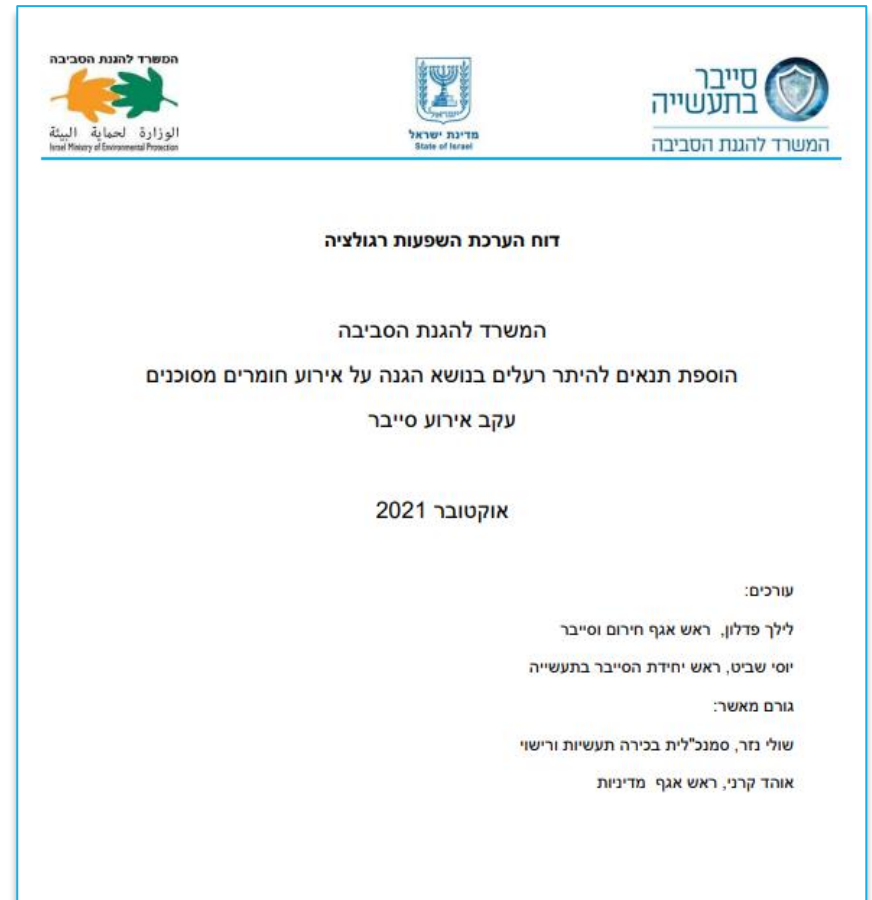 המשרד להגנת הסביבה
الوزارة لحماية البيئة
Israel Ministry of Environmental Protection
מדינת ישראל
State of Israel
סייבר
בתעשייה
המשרד להגנת הסביבה
דוח הערכת השפעות רגולציה
המשרד להגנת הסביבה
הוספת תנאים להיתר רעלים בנושא הגנה על אירוע חומרים מסוכנים
עקב אירוע סייבר
אוקטובר 2021
עורכים:
לילך פדלון, ראש אגף חירום וסייבר
יוסי שביט, ראש יחידת הסייבר בתעשייה
גורם מאשר:
שולי נזר, סמנכ"לית בכירה תעשיות ורישוי
אוהד קרני, ראש אגף מדיניות